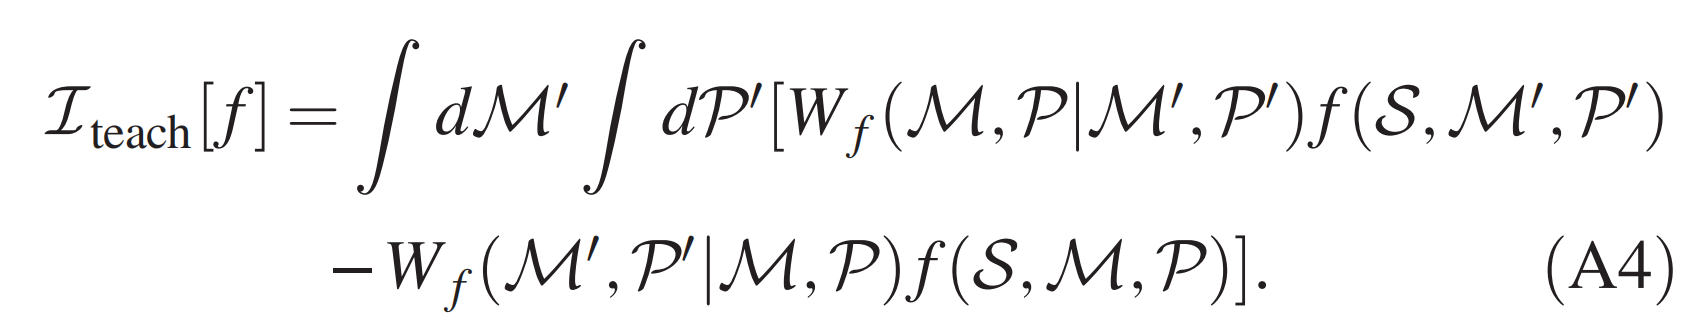 ℐ_teach[f] = ∫ dℳ′ ∫ d𝒫′[W_f(ℳ, 𝒫|ℳ′, 𝒫′)f(𝒮, ℳ′, 𝒫′)
−W_f(ℳ′, 𝒫′|ℳ, 𝒫)f(𝒮, ℳ, 𝒫)]. (A4)